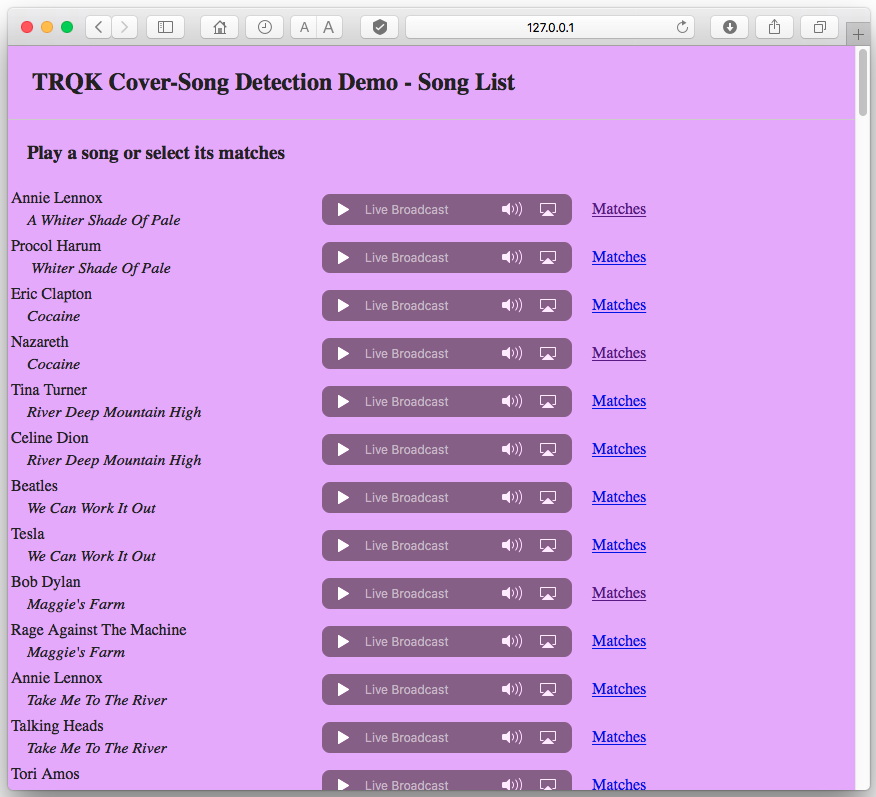 A A
127.0.0.1
TRQK Cover-Song Detection Demo - Song List
Play a song or select its matches
Annie Lennox
A Whiter Shade Of Pale
Live Broadcast
Matches
Procol Harum
Whiter Shade Of Pale
Live Broadcast
Matches
Eric Clapton
Cocaine
Live Broadcast
Matches
Nazareth
Cocaine
Live Broadcast
Matches
Tina Turner
River Deep Mountain High
Live Broadcast
Matches
Celine Dion
River Deep Mountain High
Live Broadcast
Matches
Beatles
We Can Work It Out
Live Broadcast
Matches
Tesla
We Can Work It Out
Live Broadcast
Matches
Bob Dylan
Maggie's Farm
Live Broadcast
Matches
Rage Against The Machine
Maggie's Farm
Live Broadcast
Matches
Annie Lennox
Take Me To The River
Live Broadcast
Matches
Talking Heads
Take Me To The River
Live Broadcast
Matches
Tori Amos
Live Broadcast
Matches